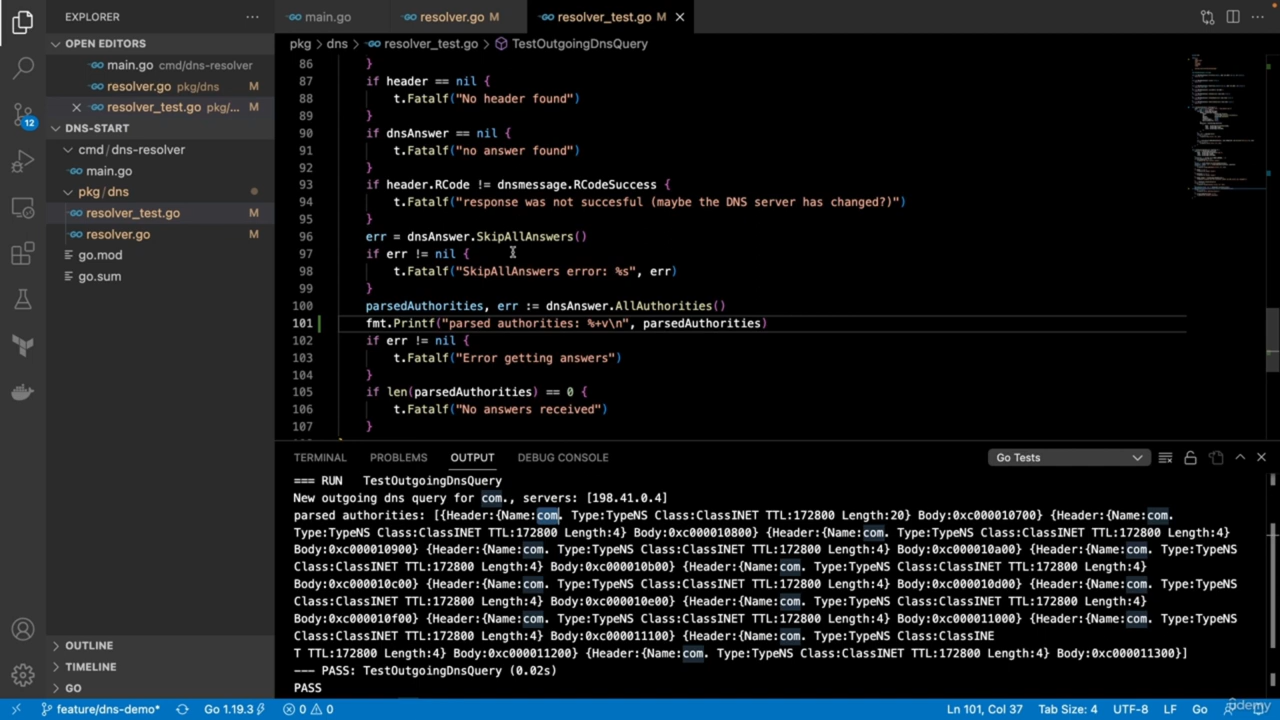 EXPLORER
main.go
resolver.go M
resolver_test.go M
OPEN EDITORS
main.go cmd/dns-resolver
resolver.go pkg/dns M
resolver_test.go pkg/... M
DNS-START
cmd / dns-resolver
main.go
pkg / dns
resolver_test.go M
resolver.go M
go.mod
go.sum
OUTLINE
TIMELINE
GO
12
pkg > dns > resolver_test.go > TestOutgoingDnsQuery
86 }
87 if header == nil {
88 t.Fatalf("No header found")
89 }
90 if dnsAnswer == nil {
91 t.Fatalf("no answer found")
92 }
93 if header.RCode != dnsmessage.RCodeSuccess {
94 t.Fatalf("response was not succesful (maybe the DNS server has changed?)")
95 }
96 err = dnsAnswer.SkipAllAnswers()
97 if err != nil {
98 t.Fatalf("SkipAllAnswers error: %s", err)
99 }
100 parsedAuthorities, err := dnsAnswer.AllAuthorities()
101 fmt.Printf("parsed authorities: %+v\n", parsedAuthorities)
102 if err != nil {
103 t.Fatalf("Error getting answers")
104 }
105 if len(parsedAuthorities) == 0 {
106 t.Fatalf("No answers received")
107 }
TERMINAL PROBLEMS OUTPUT DEBUG CONSOLE Go Tests
=== RUN TestOutgoingDnsQuery
New outgoing dns query for com., servers: [198.41.0.4]
parsed authorities: [{Header:{Name:com. Type:TypeNS Class:ClassINET TTL:172800 Length:20} Body:0xc000010700} {Header:{Name:com.
Type:TypeNS Class:ClassINET TTL:172800 Length:4} Body:0xc000010800} {Header:{Name:com. Type:TypeNS Class:ClassINET TTL:172800 Length:4}
Body:0xc000010900} {Header:{Name:com. Type:TypeNS Class:ClassINET TTL:172800 Length:4} Body:0xc000010a00} {Header:{Name:com. Type:TypeNS
Class:ClassINET TTL:172800 Length:4} Body:0xc000010b00} {Header:{Name:com. Type:TypeNS Class:ClassINET TTL:172800 Length:4}
Body:0xc000010c00} {Header:{Name:com. Type:TypeNS Class:ClassINET TTL:172800 Length:4} Body:0xc000010d00} {Header:{Name:com. Type:TypeNS
Class:ClassINET TTL:172800 Length:4} Body:0xc000010e00} {Header:{Name:com. Type:TypeNS Class:ClassINET TTL:172800 Length:4}
Body:0xc000010f00} {Header:{Name:com. Type:TypeNS Class:ClassINET TTL:172800 Length:4} Body:0xc000011000} {Header:{Name:com. Type:TypeNS
Class:ClassINET TTL:172800 Length:4} Body:0xc000011100} {Header:{Name:com. Type:TypeNS Class:ClassINE
T TTL:172800 Length:4} Body:0xc000011200} {Header:{Name:com. Type:TypeNS Class:ClassINET TTL:172800 Length:4} Body:0xc000011300}]
--- PASS: TestOutgoingDnsQuery (0.02s)
PASS
feature/dns-demo* Go 1.19.3 0 0 Ln 101, Col 37 Tab Size: 4 UTF-8 LF Go
udemy